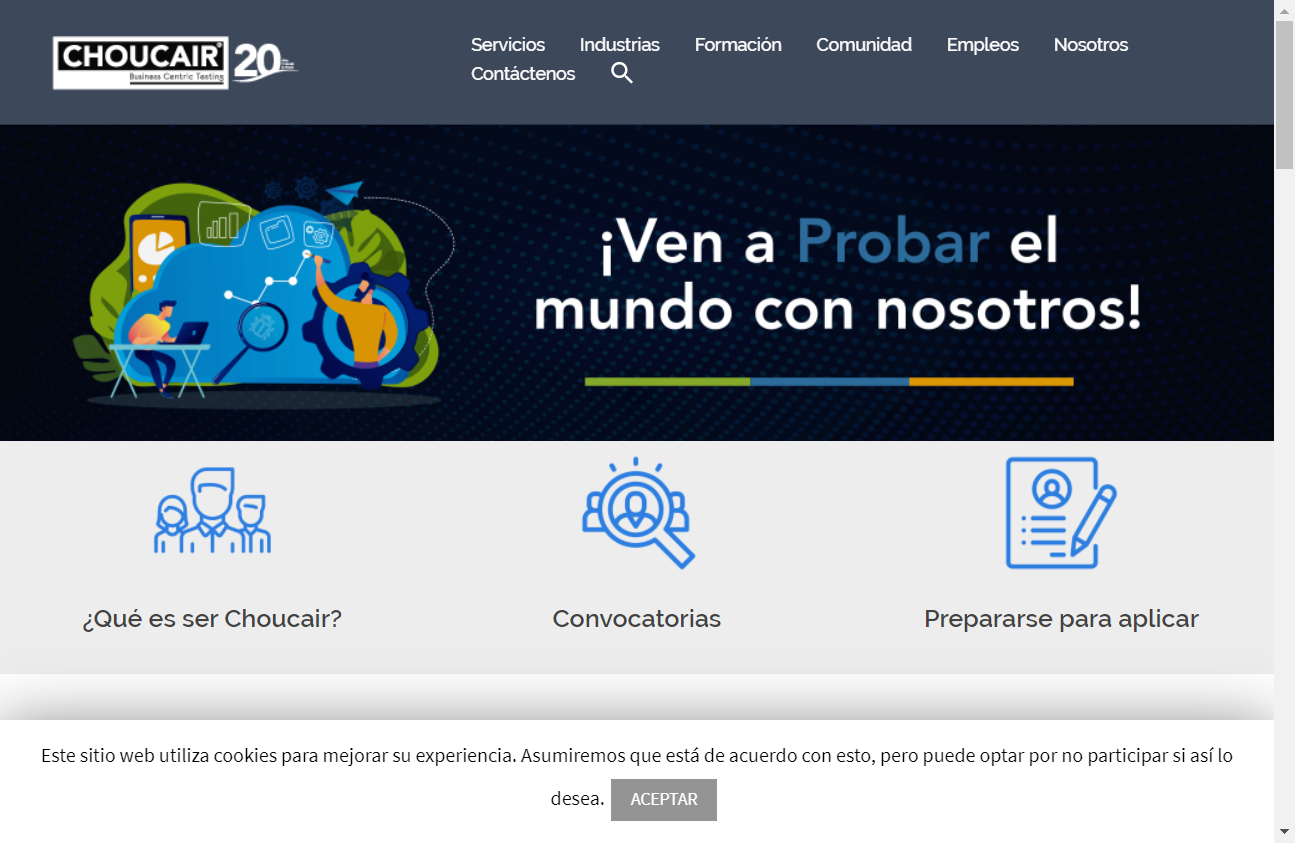 CHOUCAIR®
Business Centric Testing
20
Servicios Industrias Formación Comunidad Empleos Nosotros
Contáctenos
¡Ven a Probar el
mundo con nosotros!
¿Qué es ser Choucair? Convocatorias Prepararse para aplicar
Este sitio web utiliza cookies para mejorar su experiencia. Asumiremos que está de acuerdo con esto, pero puede optar por no participar si así lo
desea. ACEPTAR